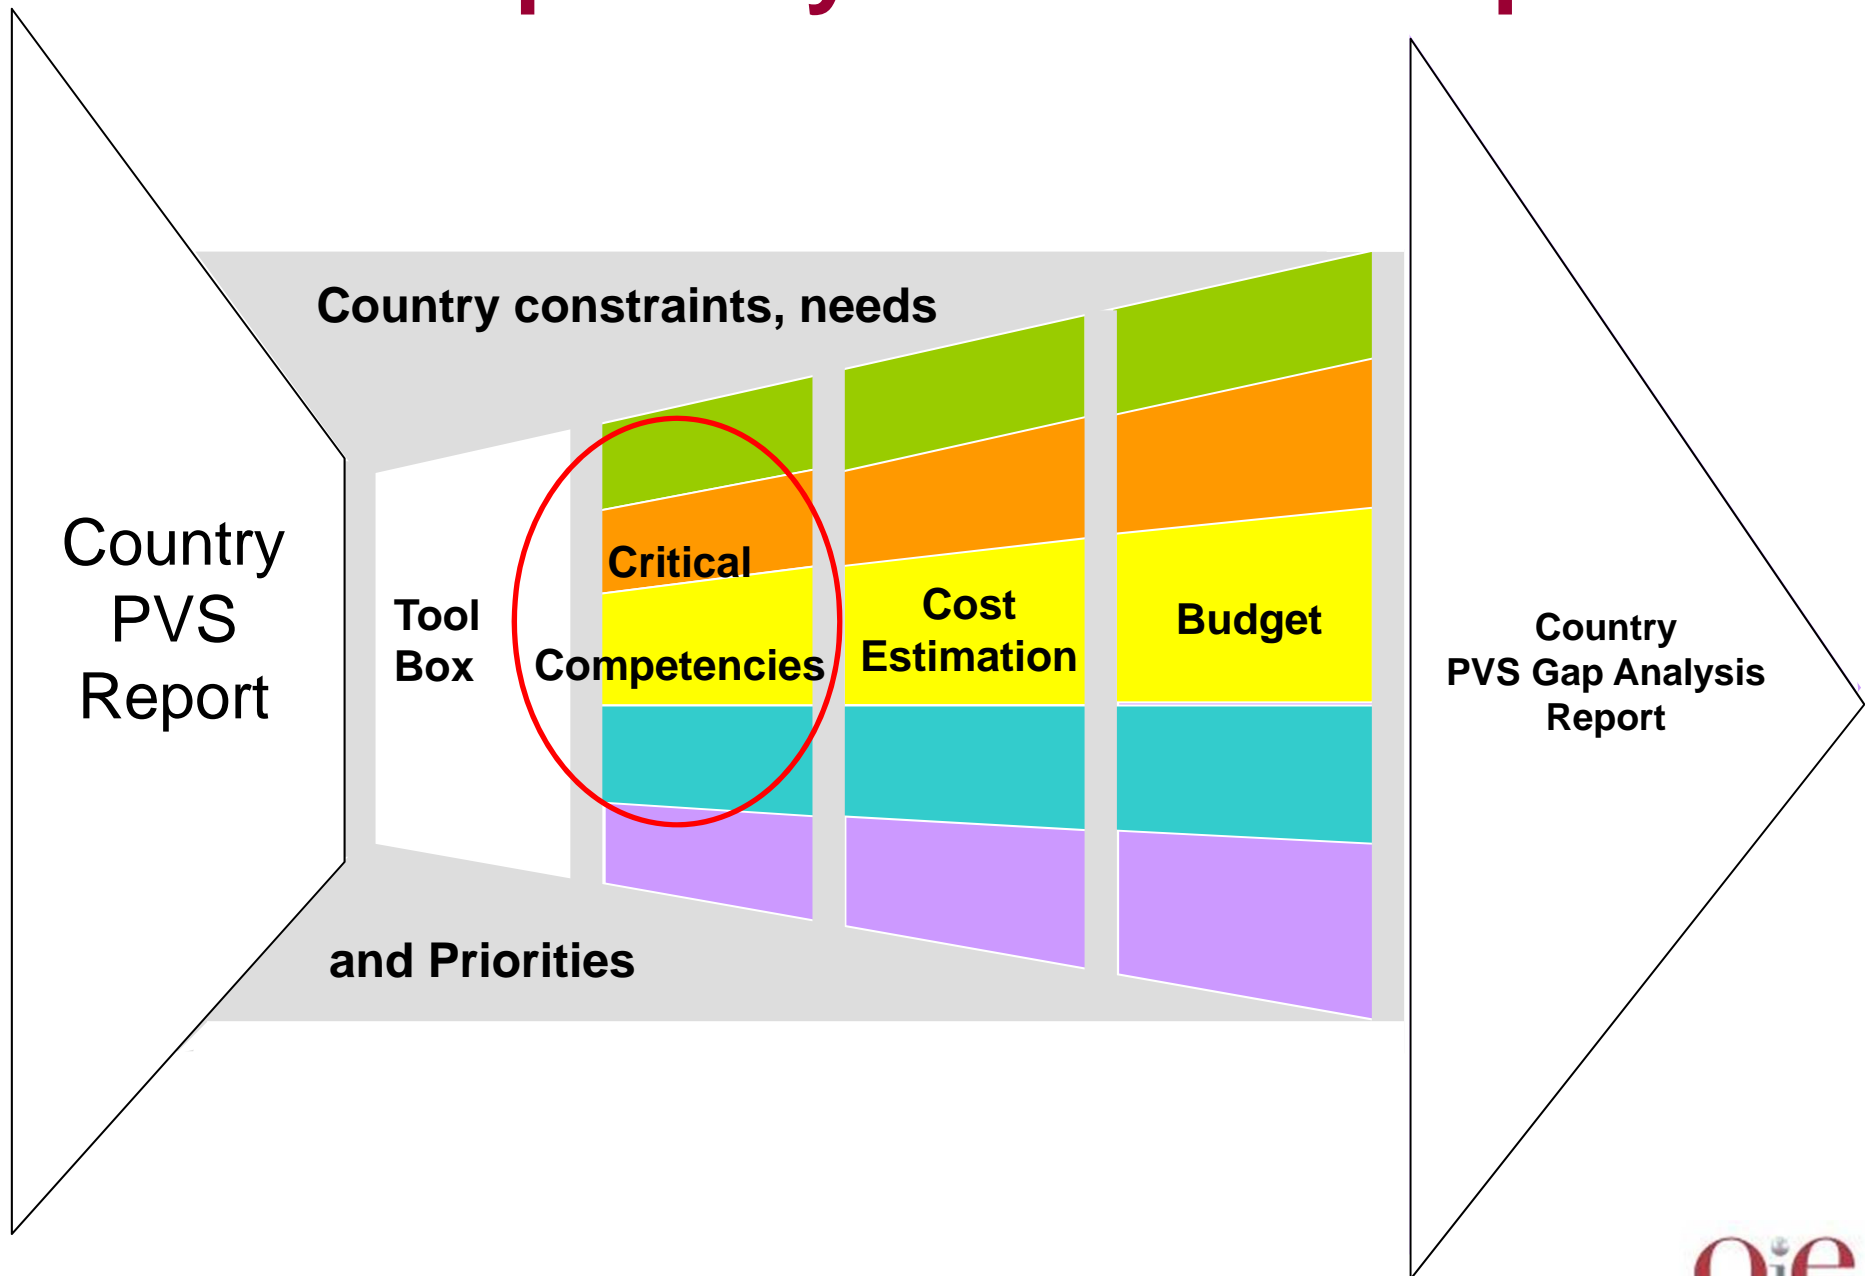 Country constraints, needs
Country
PVS
Report
Tool
Box
Critical
Competencies
Cost
Estimation
Budget
Country
PVS Gap Analysis
Report
and Priorities
oie